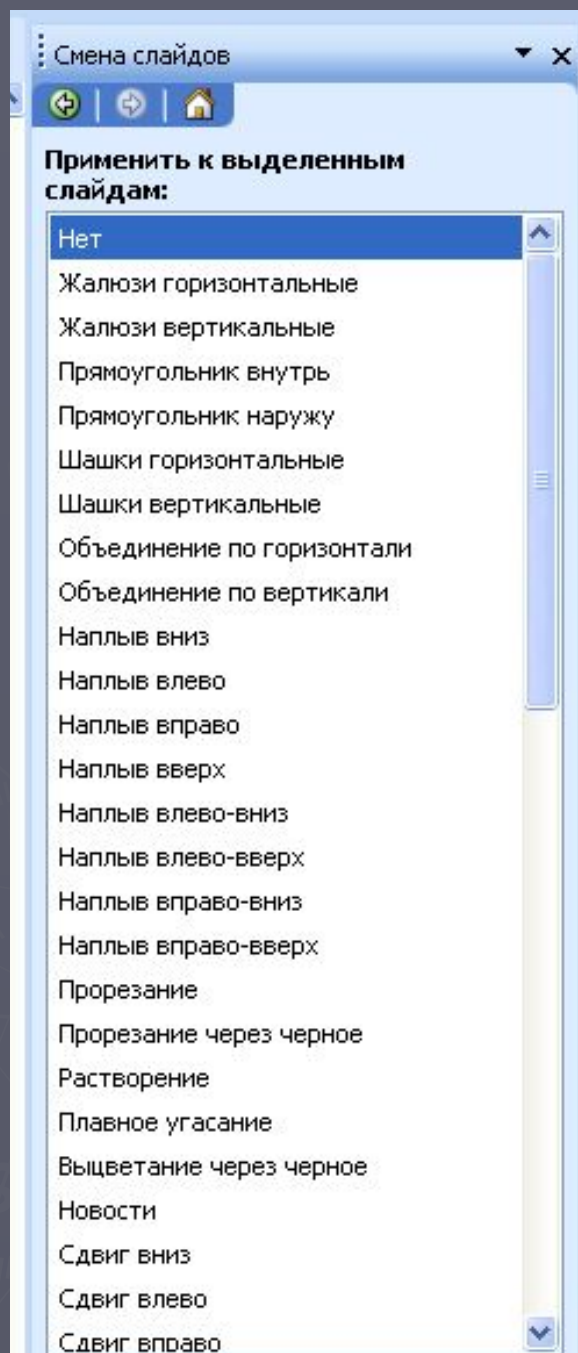 Смена слайдов
Применить к выделенным
слайдам:
Нет
Жалюзи горизонтальные
Жалюзи вертикальные
Прямоугольник внутрь
Прямоугольник наружу
Шашки горизонтальные
Шашки вертикальные
Объединение по горизонтали
Объединение по вертикали
Наплыв вниз
Наплыв влево
Наплыв вправо
Наплыв вверх
Наплыв влево-вниз
Наплыв влево-вверх
Наплыв вправо-вниз
Наплыв вправо-вверх
Прорезание
Прорезание через черное
Растворение
Плавное угасание
Выцветание через черное
Новости
Сдвиг вниз
Сдвиг влево
Сдвиг вправо